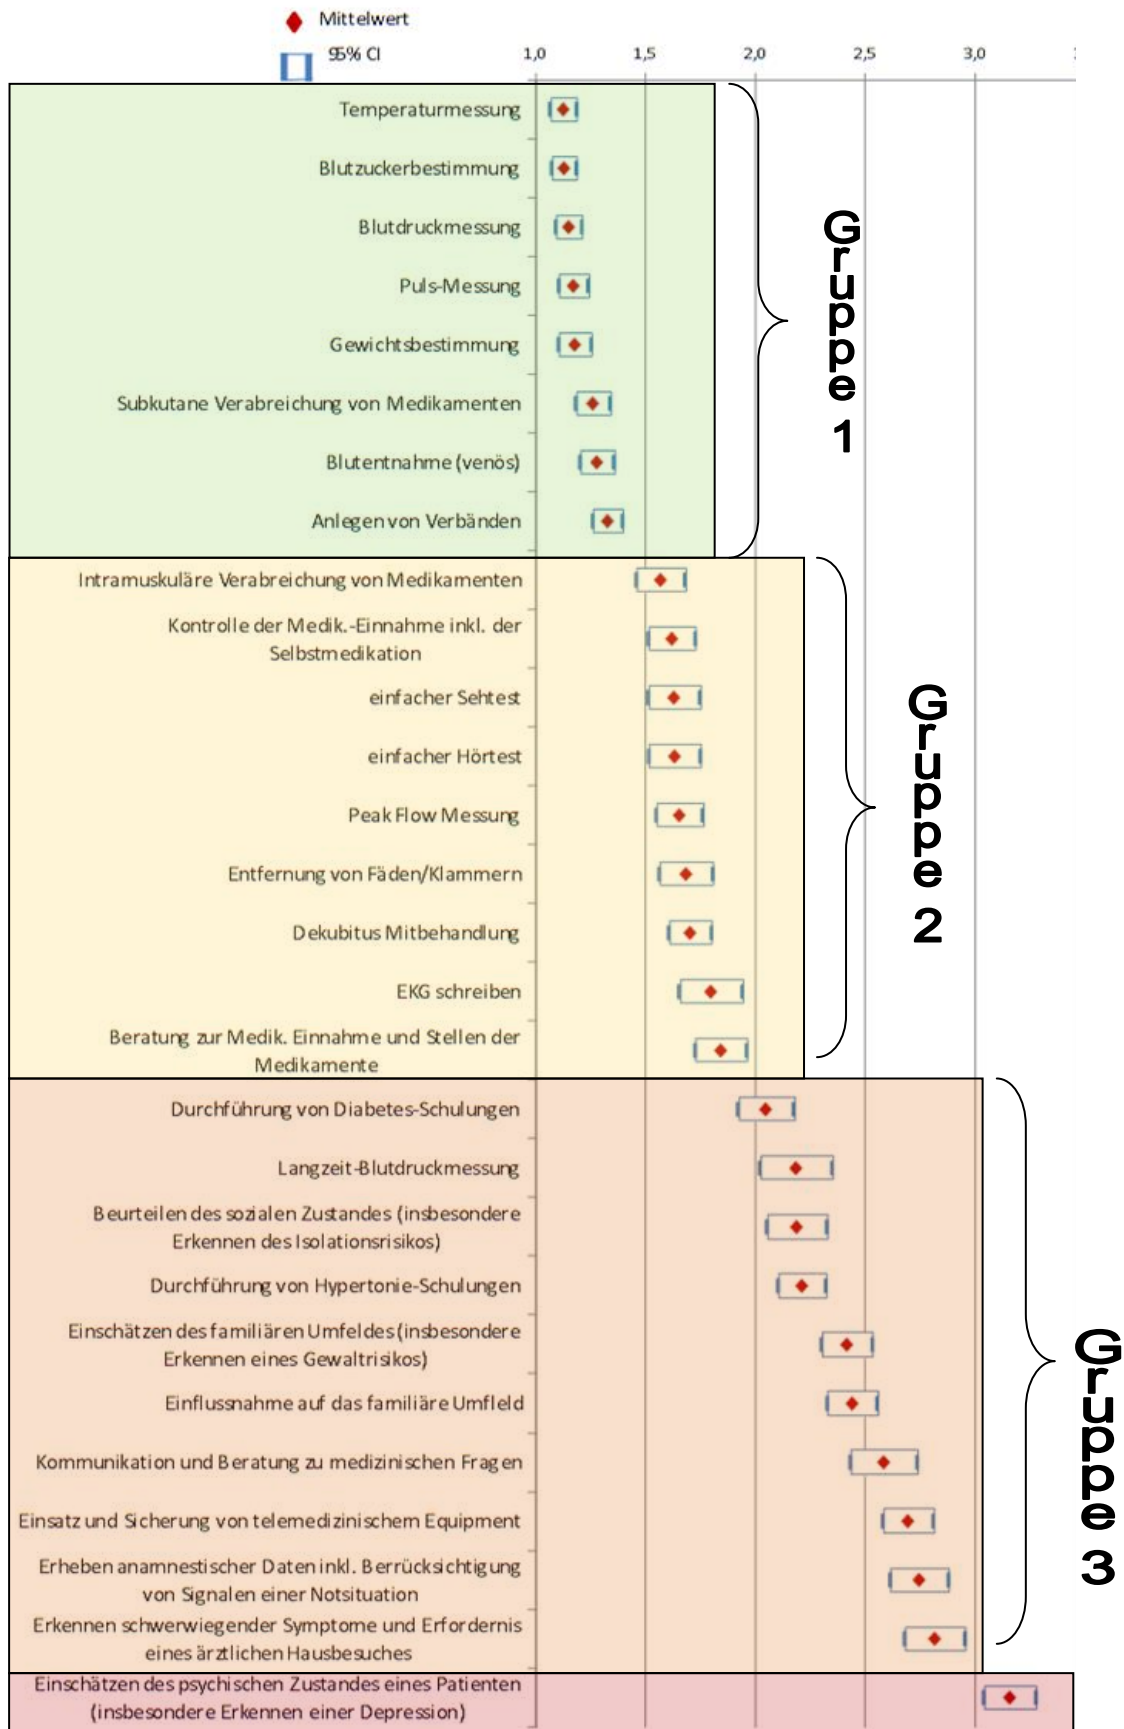 Mittelwert
95% CI
1,0 1,5 2,0 2,5 3,0
Temperaturmessung
Blutzuckerbestimmung
Blutdruckmessung
Puls-Messung
Gewichtsbestimmung
Subkutane Verabreichung von Medikamenten
Blutentnahme (venös)
Anlegen von Verbänden
Gruppe 1
Intramuskuläre Verabreichung von Medikamenten
Kontrolle der Medik.-Einnahme inkl. der
Selbstmedikation
einfacher Sehtest
einfacher Hörtest
Peak Flow Messung
Entfernung von Fäden/Klammern
Dekubitus Mitbehandlung
EKG schreiben
Beratung zur Medik. Einnahme und Stellen der
Medikamente
Gruppe 2
Durchführung von Diabetes-Schulungen
Langzeit-Blutdruckmessung
Beurteilen des sozialen Zustandes (insbesondere
Erkennen des Isolationsrisikos)
Durchführung von Hypertonie-Schulungen
Einschätzen des familiären Umfeldes (insbesondere
Erkennen eines Gewaltrisikos)
Einflussnahme auf das familiäre Umfleld
Kommunikation und Beratung zu medizinischen Fragen
Einsatz und Sicherung von telemedizinischem Equipment
Erheben anamnestischer Daten inkl. Berrücksichtigung
von Signalen einer Notsituation
Erkennen schwerwiegender Symptome und Erfordernis
eines ärztlichen Hausbesuches
Gruppe 3
Einschätzen des psychischen Zustandes eines Patienten
(insbesondere Erkennen einer Depression)